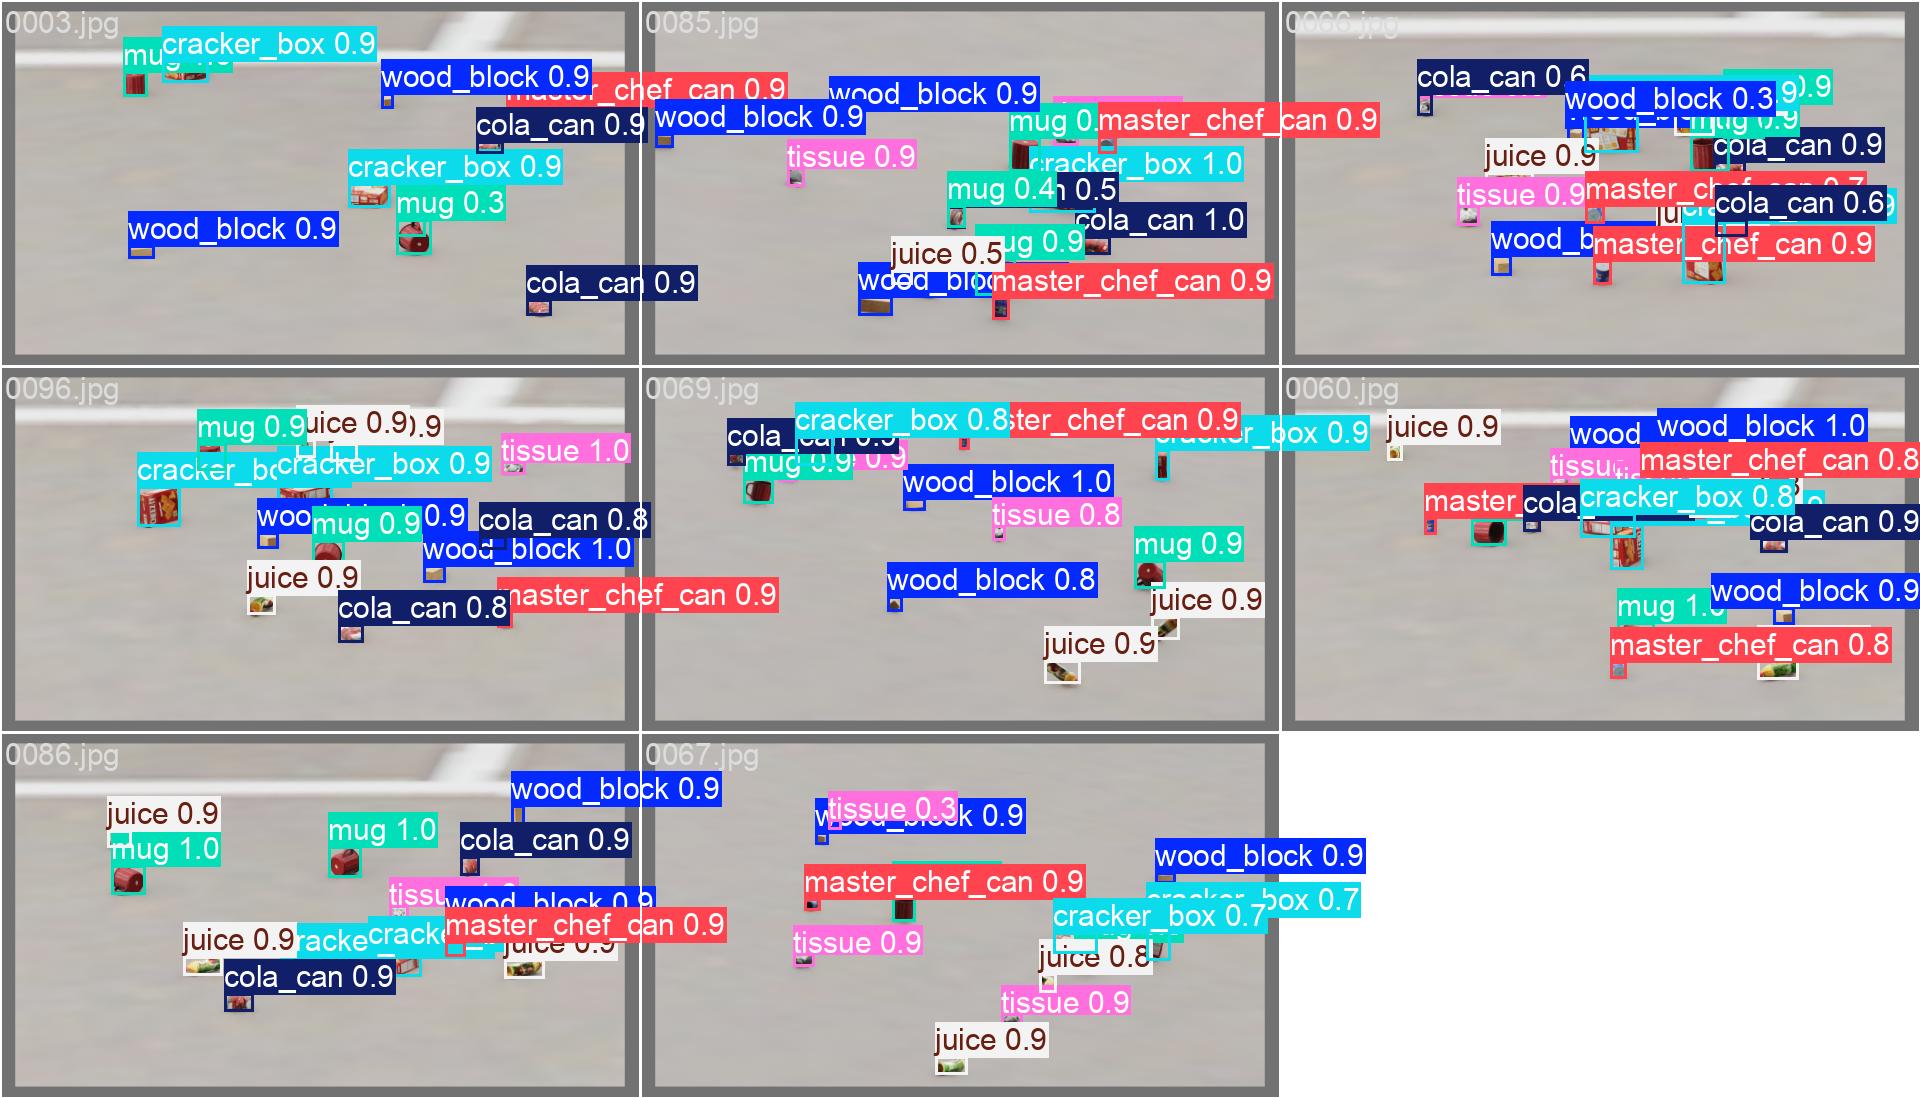 0003.jpg
cracker_box 0.9
wood_block 0.9
master_chef_can 0.9
cola_can 0.9
cracker_box 0.9
mug 0.3
wood_block 0.9
cola_can 0.9
0085.jpg
wood_block 0.9
wood_block 0.9
mug 0.
master_chef_can 0.9
tissue 0.9
cracker_box 1.0
mug 0.4
0.5
cola_can 1.0
ug 0.9
juice 0.5
master_chef_can 0.9
0066.jpg
cola_can 0.6
wood_block 0.3
mug 0.9
cola_can 0.9
juice 0.9
tissue 0.9
master_chef_can 0.7
cola_can 0.6
wood_b
master_chef_can 0.9
0096.jpg
mug 0.9
juice 0.9
tissue 1.0
cracker_bo
cracker_box 0.9
woo
0.9
mug 0.9
cola_can 0.8
wood_block 1.0
juice 0.9
cola_can 0.8
master_chef_can 0.9
0069.jpg
cola_can
cracker_box 0.8
ster_chef_can 0.9
cracker_box 0.9
mug 0.9
0.9
wood_block 1.0
tissue 0.8
mug 0.9
wood_block 0.8
juice 0.9
juice 0.9
0060.jpg
juice 0.9
wood
wood_block 1.0
tissu
master_chef_can 0.8
master_
cola_
cracker_box 0.8
cola_can 0.9
mug 1.0
wood_block 0.9
master_chef_can 0.8
0086.jpg
wood_block 0.9
juice 0.9
mug 1.0
mug 1.0
cola_can 0.9
tissu
wood_block 0.9
master_chef_can 0.9
juice 0.9
racke
crack
juice 0.9
cola_can 0.9
0067.jpg
tissue 0.3
wood_block 0.9
wood_block 0.9
master_chef_can 0.9
cracker_box 0.7
cracker_box 0.7
tissue 0.9
juice 0.8
tissue 0.9
juice 0.9